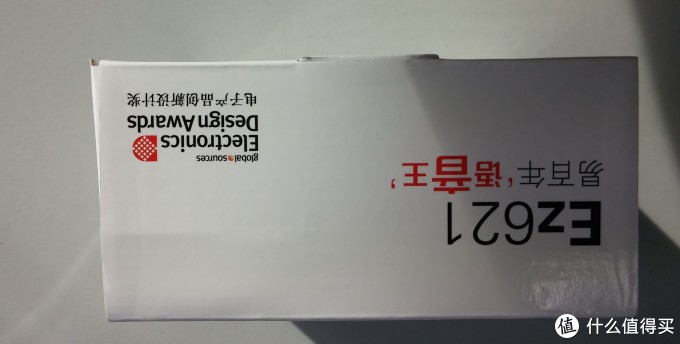 Ez621
易百年‘语音王’
global sources
Electronics
Design Awards
电子产品创新设计奖
值 什么值得买